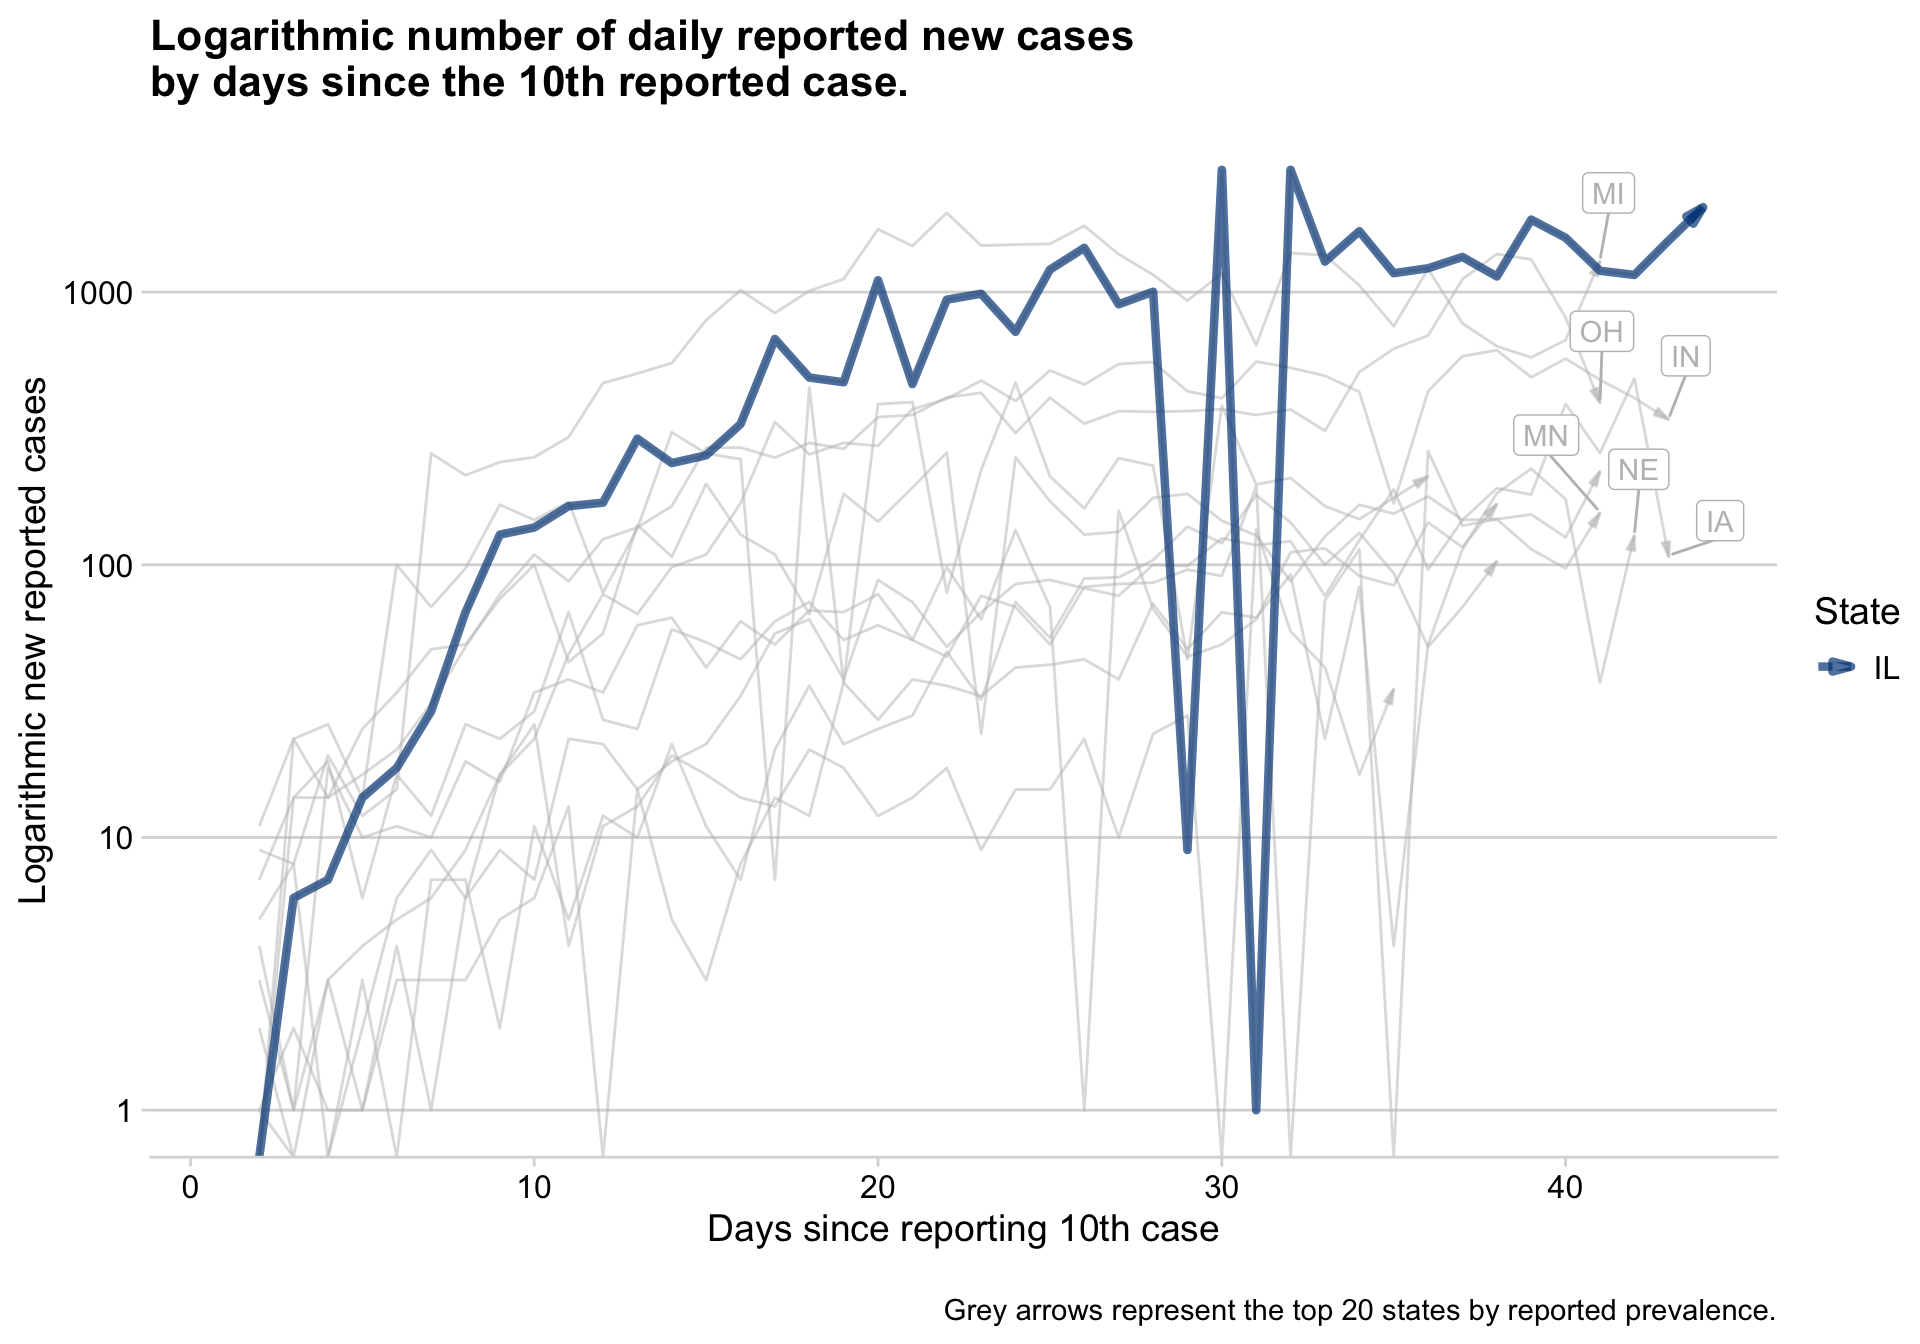 Logarithmic number of daily reported new cases
by days since the 10th reported case.
Logarithmic new reported cases
1000
100
10
1
MI
OH
IN
MN
NE
IA
State
IL
0
10
20
30
40
Days since reporting 10th case
Grey arrows represent the top 20 states by reported prevalence.